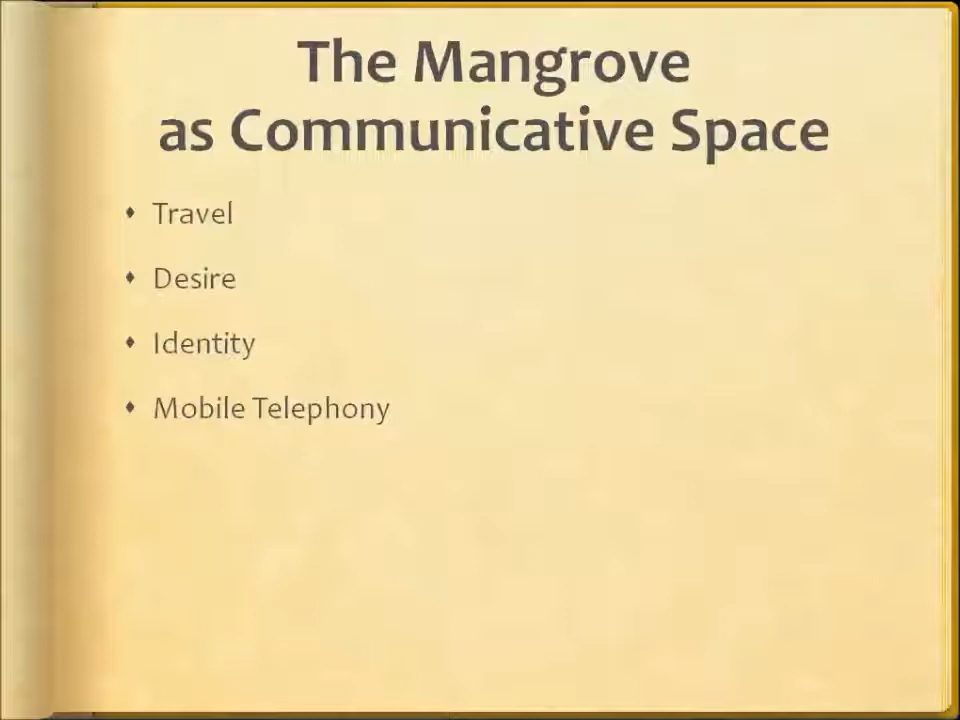 The Mangrove
as Communicative Space
Travel
Desire
Identity
Mobile Telephony